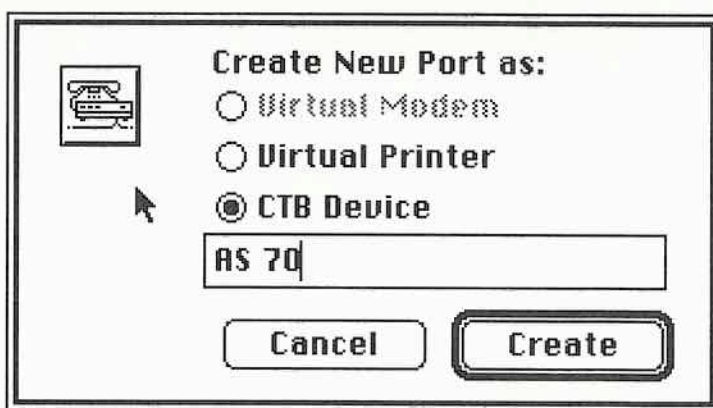 Create New Port as:
Virtual Modem
Virtual Printer
CTB Device
AS 70
Cancel Create